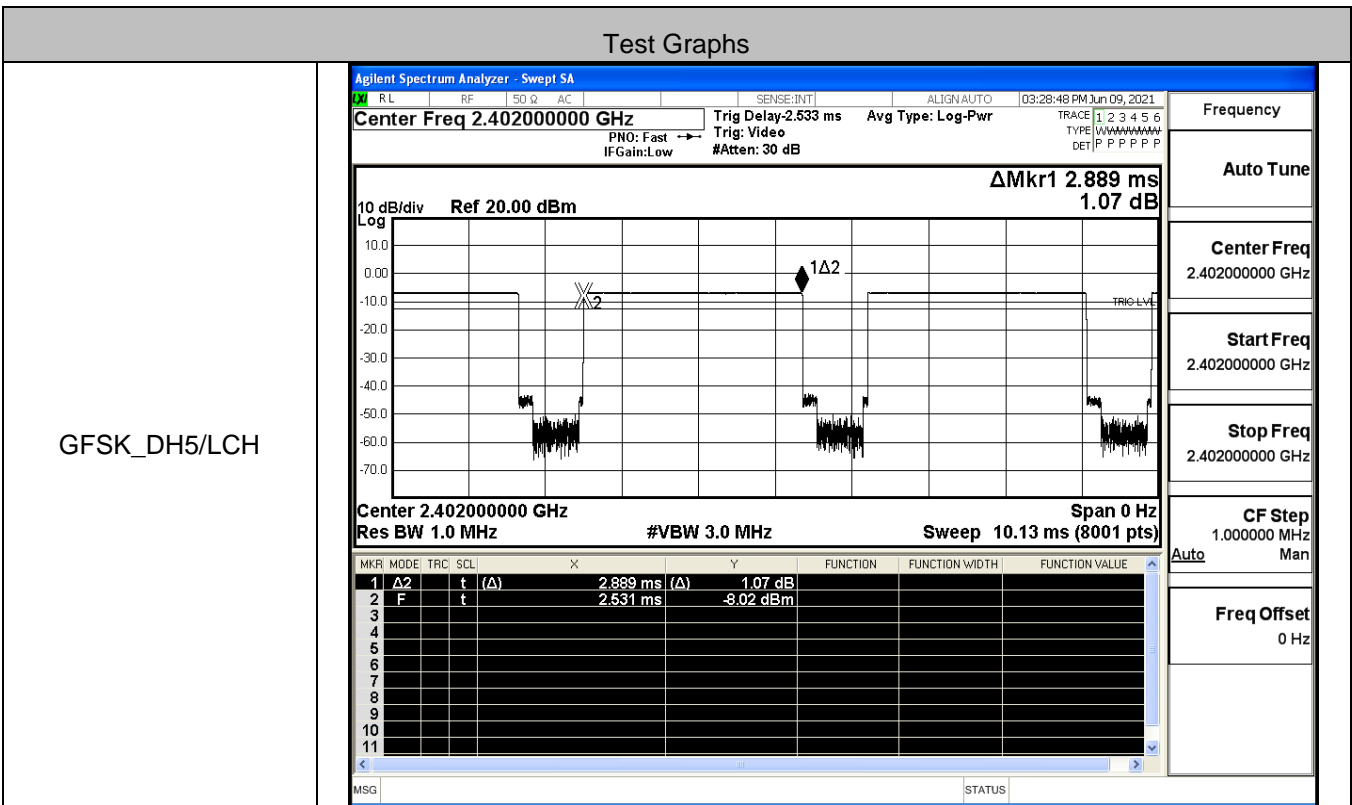 Test Graphs
GFSK_DH5/LCH
Agilent Spectrum Analyzer - Swept SA
LXI RL RF 50 Ω AC SENSE:INT ALIGN AUTO 03:28:48 PM Jun 09, 2021
Center Freq 2.402000000 GHz
PNO: Fast
IFGain:Low
Trig Delay-2.533 ms
Trig: Video
#Atten: 30 dB
Avg Type: Log-Pwr
TRACE 1 2 3 4 5 6
TYPE WWWWWWW
DET P P P P P P
ΔMkr1 2.889 ms
1.07 dB
10 dB/div Ref 20.00 dBm
Log
10.0
0.00
-10.0
-20.0
-30.0
-40.0
-50.0
-60.0
-70.0
1Δ2
2
TRIG LVL
Center 2.402000000 GHz Span 0 Hz
Res BW 1.0 MHz #VBW 3.0 MHz Sweep 10.13 ms (8001 pts)
MKR MODE TRC SCL X Y FUNCTION FUNCTION WIDTH FUNCTION VALUE
1 Δ2 t (Δ) 2.889 ms (Δ) 1.07 dB
2 F t 2.531 ms -8.02 dBm
3
4
5
6
7
8
9
10
11
MSG STATUS
Frequency
Auto Tune
Center Freq
2.402000000 GHz
Start Freq
2.402000000 GHz
Stop Freq
2.402000000 GHz
CF Step
1.000000 MHz
Auto Man
Freq Offset
0 Hz